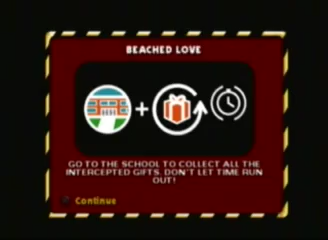 BEACHED LOVE
GO TO THE SCHOOL TO COLLECT ALL THE
INTERCEPTED GIFTS. DON'T LET TIME RUN
OUT!
Continue